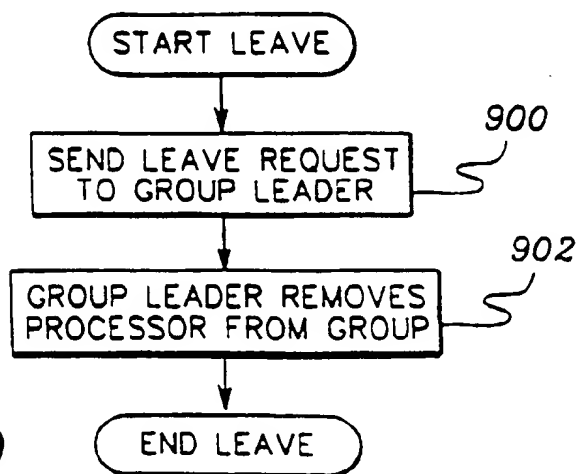 START LEAVE
900
SEND LEAVE REQUEST
TO GROUP LEADER
902
GROUP LEADER REMOVES
PROCESSOR FROM GROUP
END LEAVE